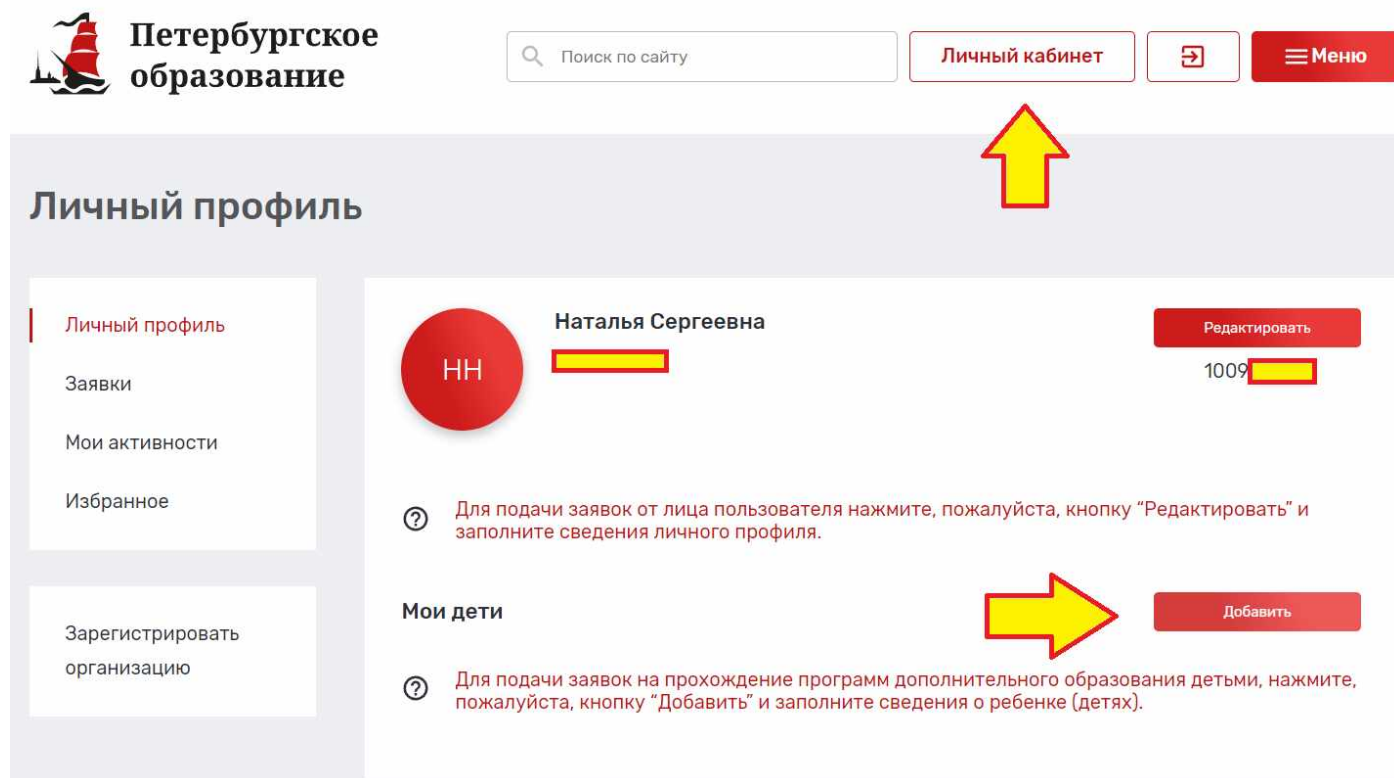 Петербургское
образование
Поиск по сайту
Личный кабинет
Меню
Личный профиль
Личный профиль
Заявки
Мои активности
Избранное
Зарегистрировать
организацию
НН
Наталья Сергеевна
Редактировать
1009
Для подачи заявок от лица пользователя нажмите, пожалуйста, кнопку “Редактировать” и
заполните сведения личного профиля.
Мои дети
Добавить
Для подачи заявок на прохождение программ дополнительного образования детьми, нажмите,
пожалуйста, кнопку “Добавить” и заполните сведения о ребенке (детях).